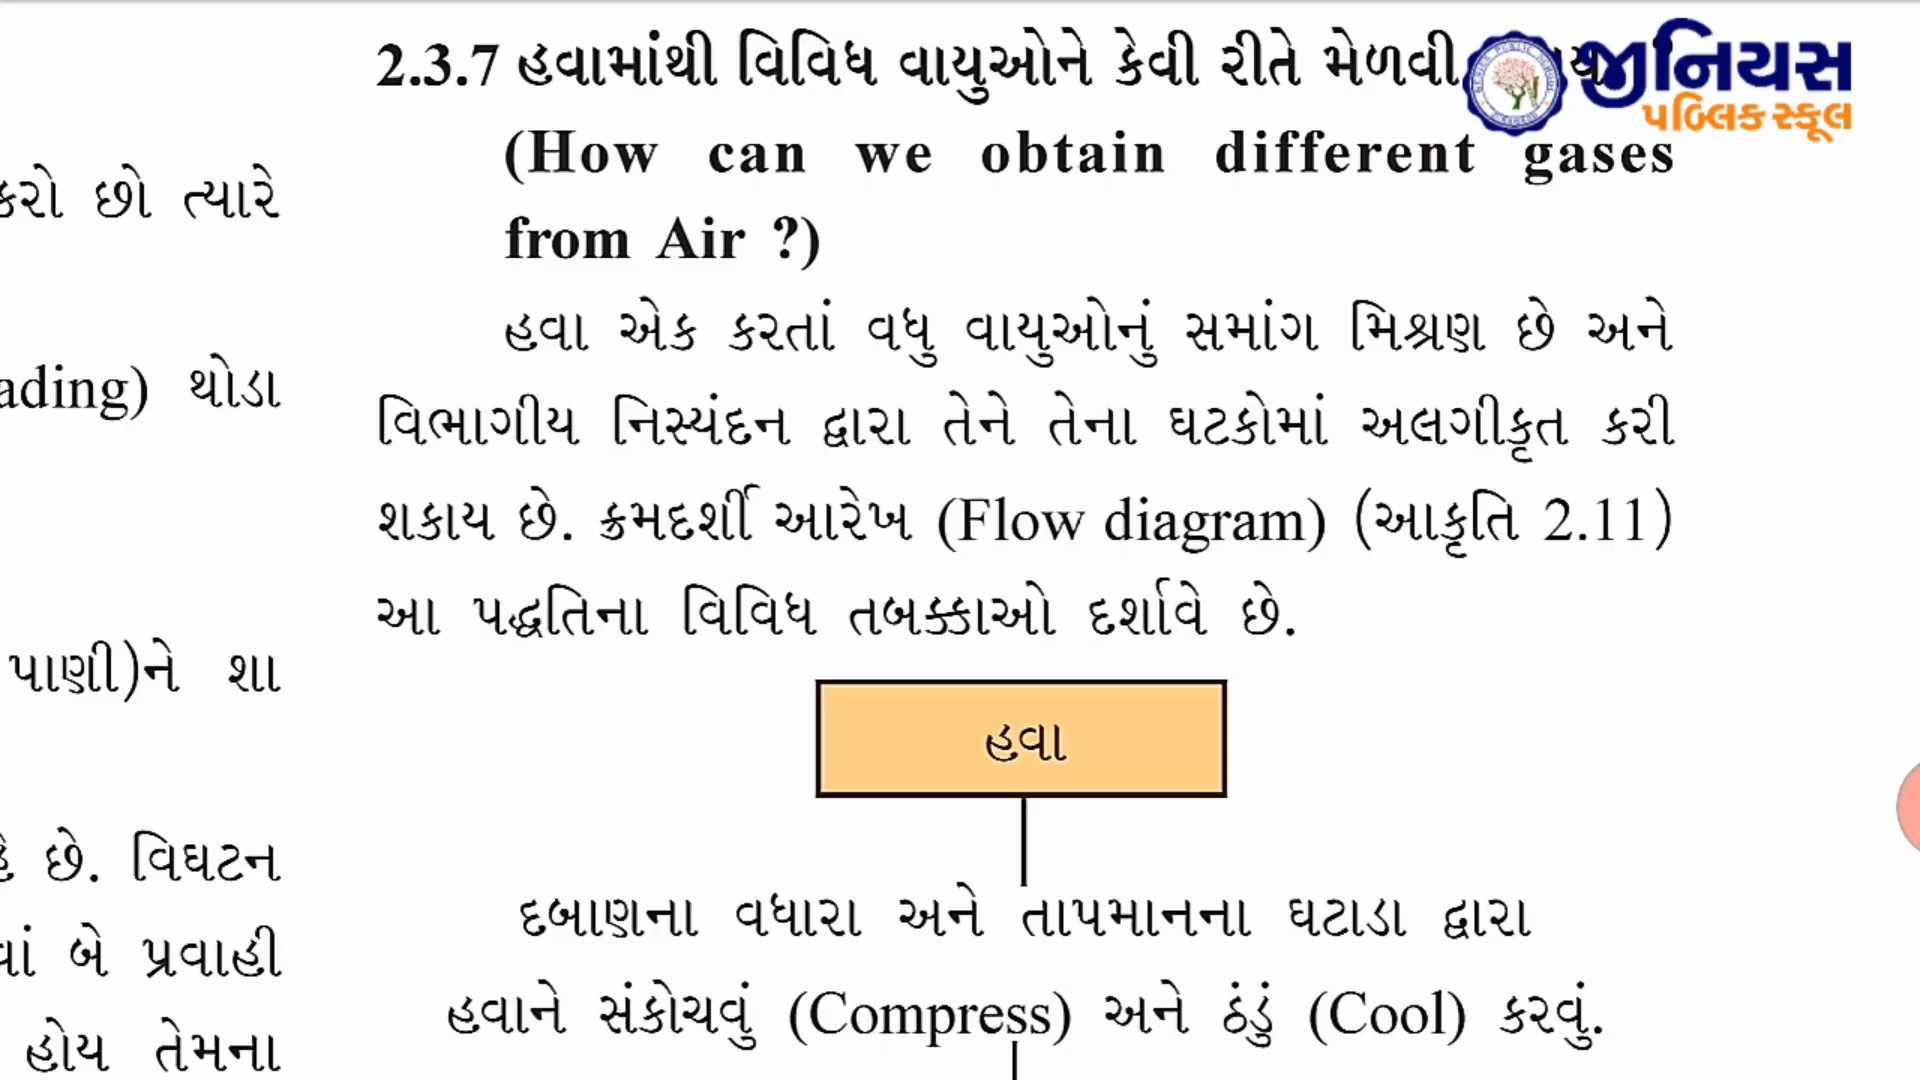 કરો છો ત્યારે
ading) થોડા
પાણી)ને શા
છે. વિઘટન
બે પ્રવાહી
હોય તેમના
2.3.7 હવામાંથી વિવિધ વાયુઓને કેવી રીતે મેળવી
(How can we obtain different gases
from Air ?)
હવા એક કરતાં વધુ વાયુઓનું સમાંગ મિશ્રણ છે અને
વિભાગીય નિસ્યંદન દ્વારા તેને તેના ઘટકોમાં અલગીકૃત કરી
શકાય છે. ક્રમદર્શી આરેખ (Flow diagram) (આકૃતિ 2.11)
આ પદ્ધતિના વિવિધ તબક્કાઓ દર્શાવે છે.
હવા
દબાણના વધારા અને તાપમાનના ઘટાડા દ્વારા
હવાને સંકોચવું (Compress) અને ઠંડું (Cool) કરવું.
જીનિયસ
પબ્લિક સ્કૂલ